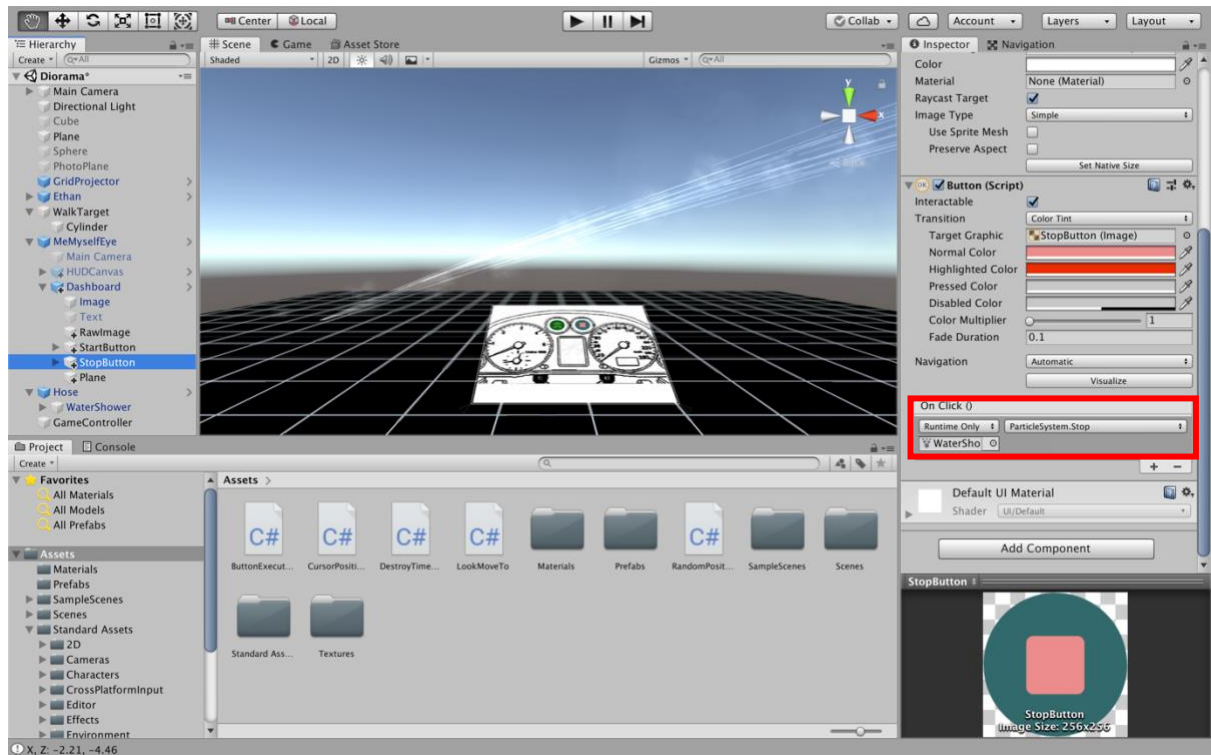 Center Local Collab Account Layers Layout
Hierarchy Scene Game Asset Store Inspector Navigation
Create All Shaded 2D Gizmos All
Diorama*
Main Camera
Directional Light
Cube
Plane
Sphere
PhotoPlane
GridProjector
Ethan
WalkTarget
Cylinder
MeMyselfEye
Main Camera
HUDCanvas
Dashboard
Image
Text
RawImage
StartButton
StopButton
Plane
Hose
WaterShower
GameController
y
x
Color
Material None (Material)
Raycast Target
Image Type Simple
Use Sprite Mesh
Preserve Aspect
Set Native Size
OK Button (Script)
Interactable
Transition Color Tint
Target Graphic StopButton (Image)
Normal Color
Highlighted Color
Pressed Color
Disabled Color
Color Multiplier 1
Fade Duration 0.1
Navigation Automatic
Visualize
On Click ()
Runtime Only ParticleSystem.Stop
WaterSho
+ −
Default UI Material
Shader UI/Default
Add Component
StopButton
StopButton
Image Size: 256x256
Project Console
Create
Favorites
All Materials
All Models
All Prefabs
Assets
Materials
Prefabs
SampleScenes
Scenes
Standard Assets
2D
Cameras
Characters
CrossPlatformInput
Editor
Effects
Environment
Assets >
C# C# C# C# C#
ButtonExecut... CursorPositi... DestroyTime... LookMoveTo Materials Prefabs RandomPosit... SampleScenes Scenes
Standard Ass... Textures
X, Z: -2.21, -4.46